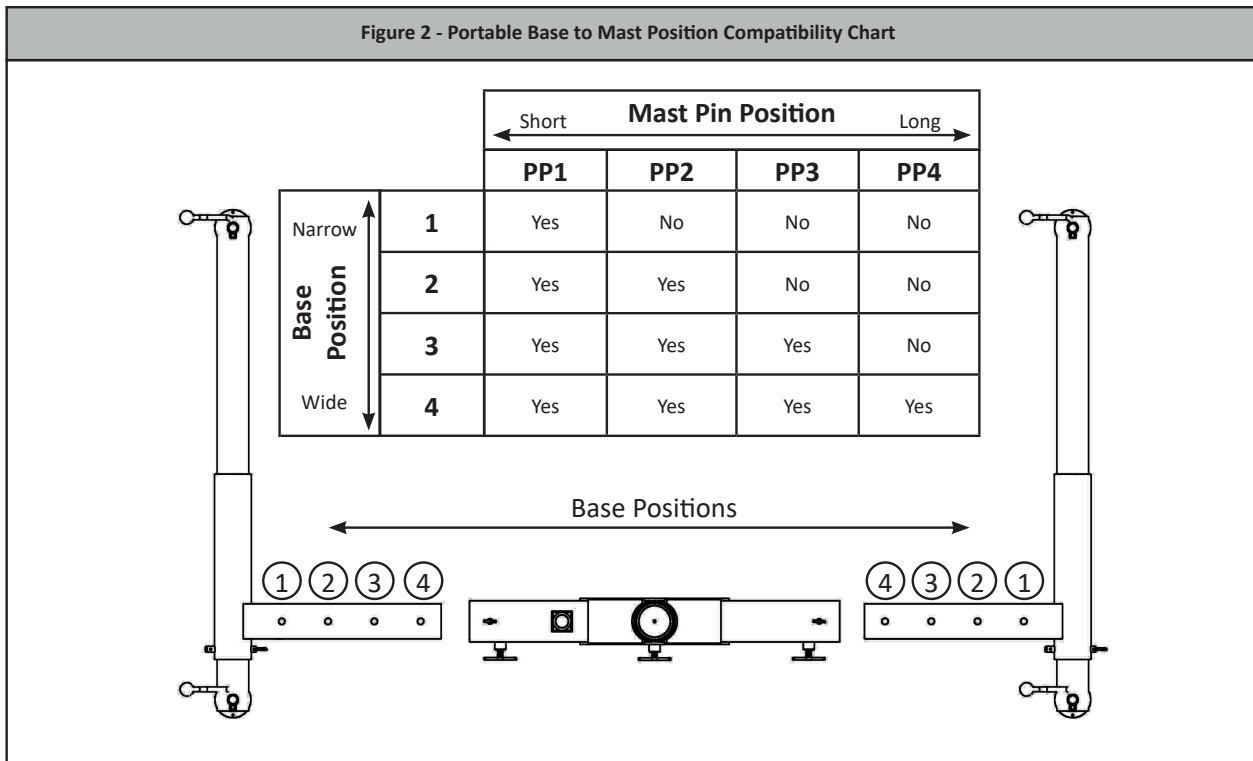 Figure 2 - Portable Base to Mast Position Compatibility Chart
Short Mast Pin Position Long
PP1 PP2 PP3 PP4
Narrow
Base
Position
Wide
1 Yes No No No
2 Yes Yes No No
3 Yes Yes Yes No
4 Yes Yes Yes Yes
Base Positions
1 2 3 4 4 3 2 1